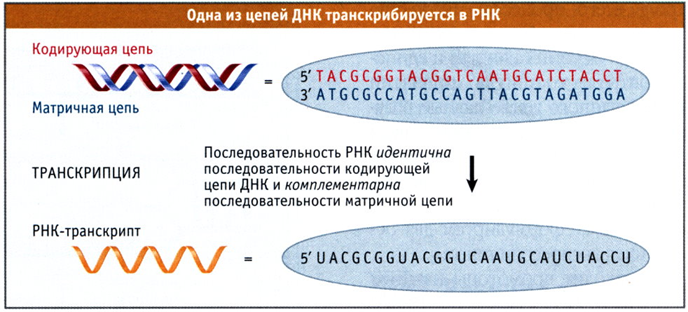 Одна из цепей ДНК транскрибируется в РНК
Кодирующая цепь
Матричная цепь
=
5′ TACGCGGTACGGTCAATGCATCTACCT
3′ ATGCGCCATGCCAGTTACGTAGATGGA
ТРАНСКРИПЦИЯ
Последовательность РНК идентична
последовательности кодирующей
цепи ДНК и комплементарна
последовательности матричной цепи
РНК-транскрипт
=
5′ UACGCGGUACGGUCAAUGCAUCUACCU